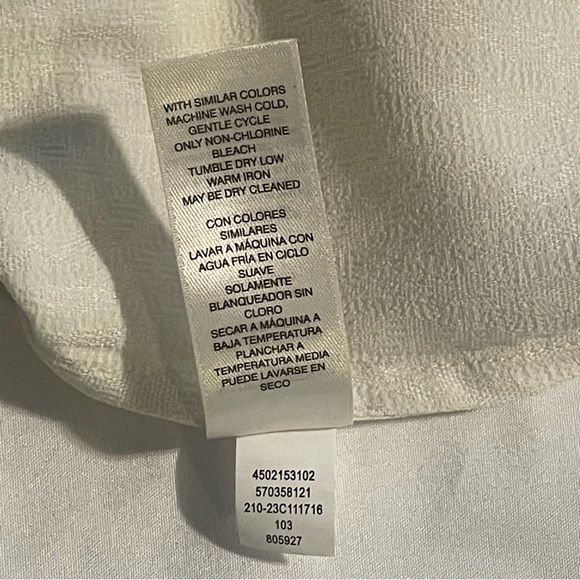 WITH SIMILAR COLORS
MACHINE WASH COLD,
GENTLE CYCLE
ONLY NON-CHLORINE
BLEACH
TUMBLE DRY LOW
WARM IRON
MAY BE DRY CLEANED
CON COLORES
SIMILARES
LAVAR A MÁQUINA CON
AGUA FRÍA EN CICLO
SUAVE
SOLAMENTE
BLANQUEADOR SIN
CLORO
SECAR A MÁQUINA A
BAJA TEMPERATURA
PLANCHAR A
TEMPERATURA MEDIA
PUEDE LAVARSE EN
SECO
4502153102
570358121
210-23C111716
103
805927